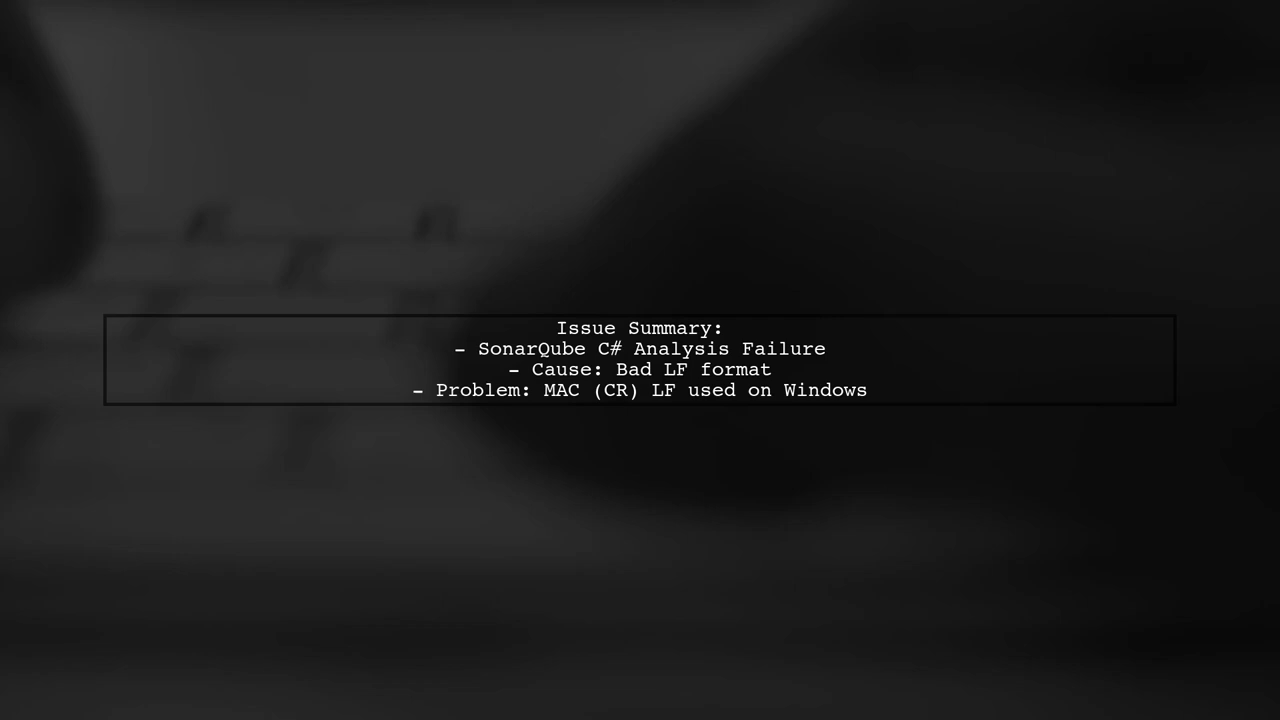 Issue Summary:
- SonarQube C# Analysis Failure
- Cause: Bad LF format
- Problem: MAC (CR) LF used on Windows